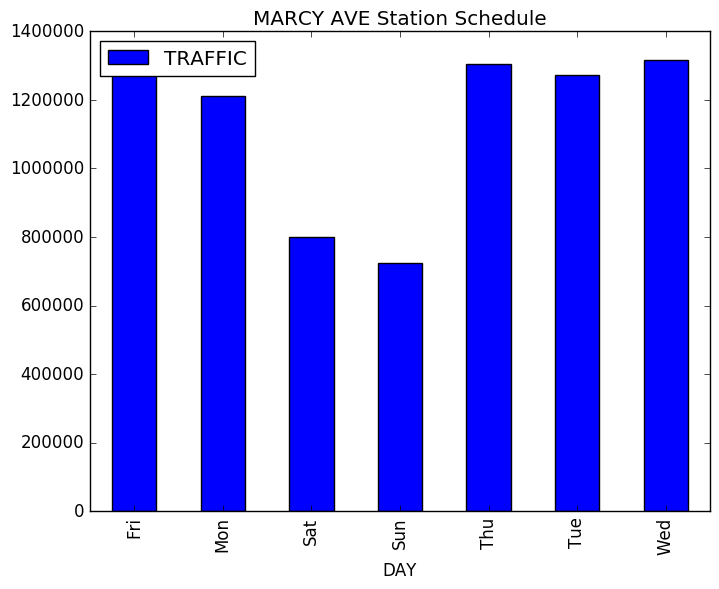 MARCY AVE Station Schedule
TRAFFIC
1400000
1200000
1000000
800000
600000
400000
200000
0
Fri
Mon
Sat
Sun
Thu
Tue
Wed
DAY